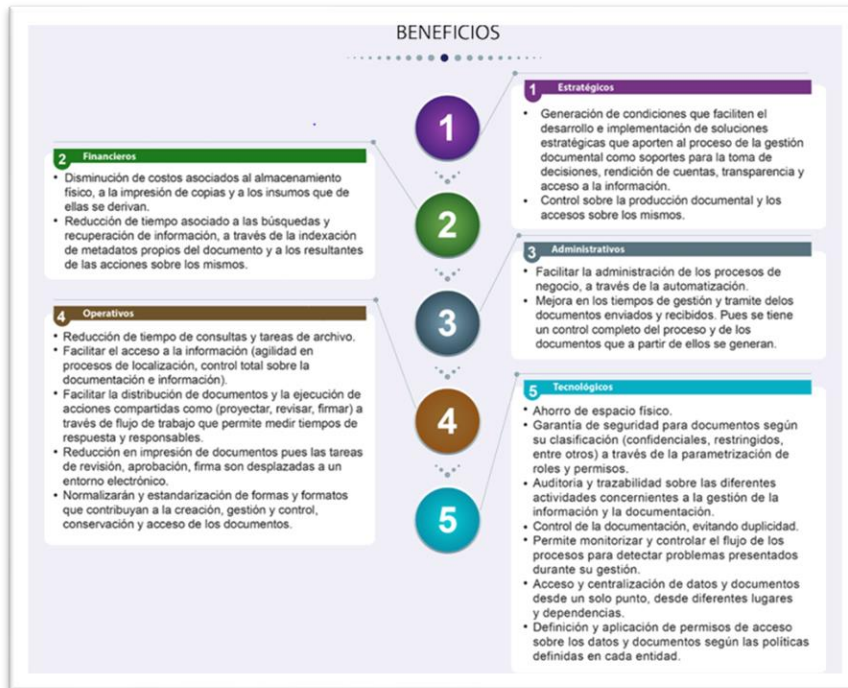 BENEFICIOS
1
1 Estratégicos
• Generación de condiciones que faciliten el
desarrollo e implementación de soluciones
estratégicas que aporten al proceso de la gestión
documental como soportes para la toma de
decisiones, rendición de cuentas, transparencia y
acceso a la información.
• Control sobre la producción documental y los
accesos sobre los mismos.
2
2 Financieros
• Disminución de costos asociados al almacenamiento
físico, a la impresión de copias y a los insumos que de
ellas se derivan.
• Reducción de tiempo asociado a las búsquedas y
recuperación de información, a través de la indexación
de metadatos propios del documento y a los resultantes
de las acciones sobre los mismos.
3
3 Administrativos
• Facilitar la administración de los procesos de
negocio, a través de la automatización.
• Mejora en los tiempos de gestión y tramite delos
documentos enviados y recibidos. Pues se tiene
un control completo del proceso y de los
documentos que a partir de ellos se generan.
4
4 Operativos
• Reducción de tiempo de consultas y tareas de archivo.
• Facilitar el acceso a la información (agilidad en
procesos de localización, control total sobre la
documentación e información).
• Facilitar la distribución de documentos y la ejecución de
acciones compartidas como (proyectar, revisar, firmar) a
través de flujo de trabajo que permite medir tiempos de
respuesta y responsables.
• Reducción en impresión de documentos pues las tareas
de revisión, aprobación, firma son desplazadas a un
entorno electrónico.
• Normalizarán y estandarización de formas y formatos
que contribuyan a la creación, gestión y control,
conservación y acceso de los documentos.
5
5 Tecnológicos
• Ahorro de espacio físico.
• Garantía de seguridad para documentos según
su clasificación (confidenciales, restringidos,
entre otros) a través de la parametrización de
roles y permisos.
• Auditoria y trazabilidad sobre las diferentes
actividades concernientes a la gestión de la
información y la documentación.
• Control de la documentación, evitando duplicidad.
• Permite monitorizar y controlar el flujo de los
procesos para detectar problemas presentados
durante su gestión.
• Acceso y centralización de datos y documentos
desde un solo punto, desde diferentes lugares
y dependencias.
• Definición y aplicación de permisos de acceso
sobre los datos y documentos según las políticas
definidas en cada entidad.